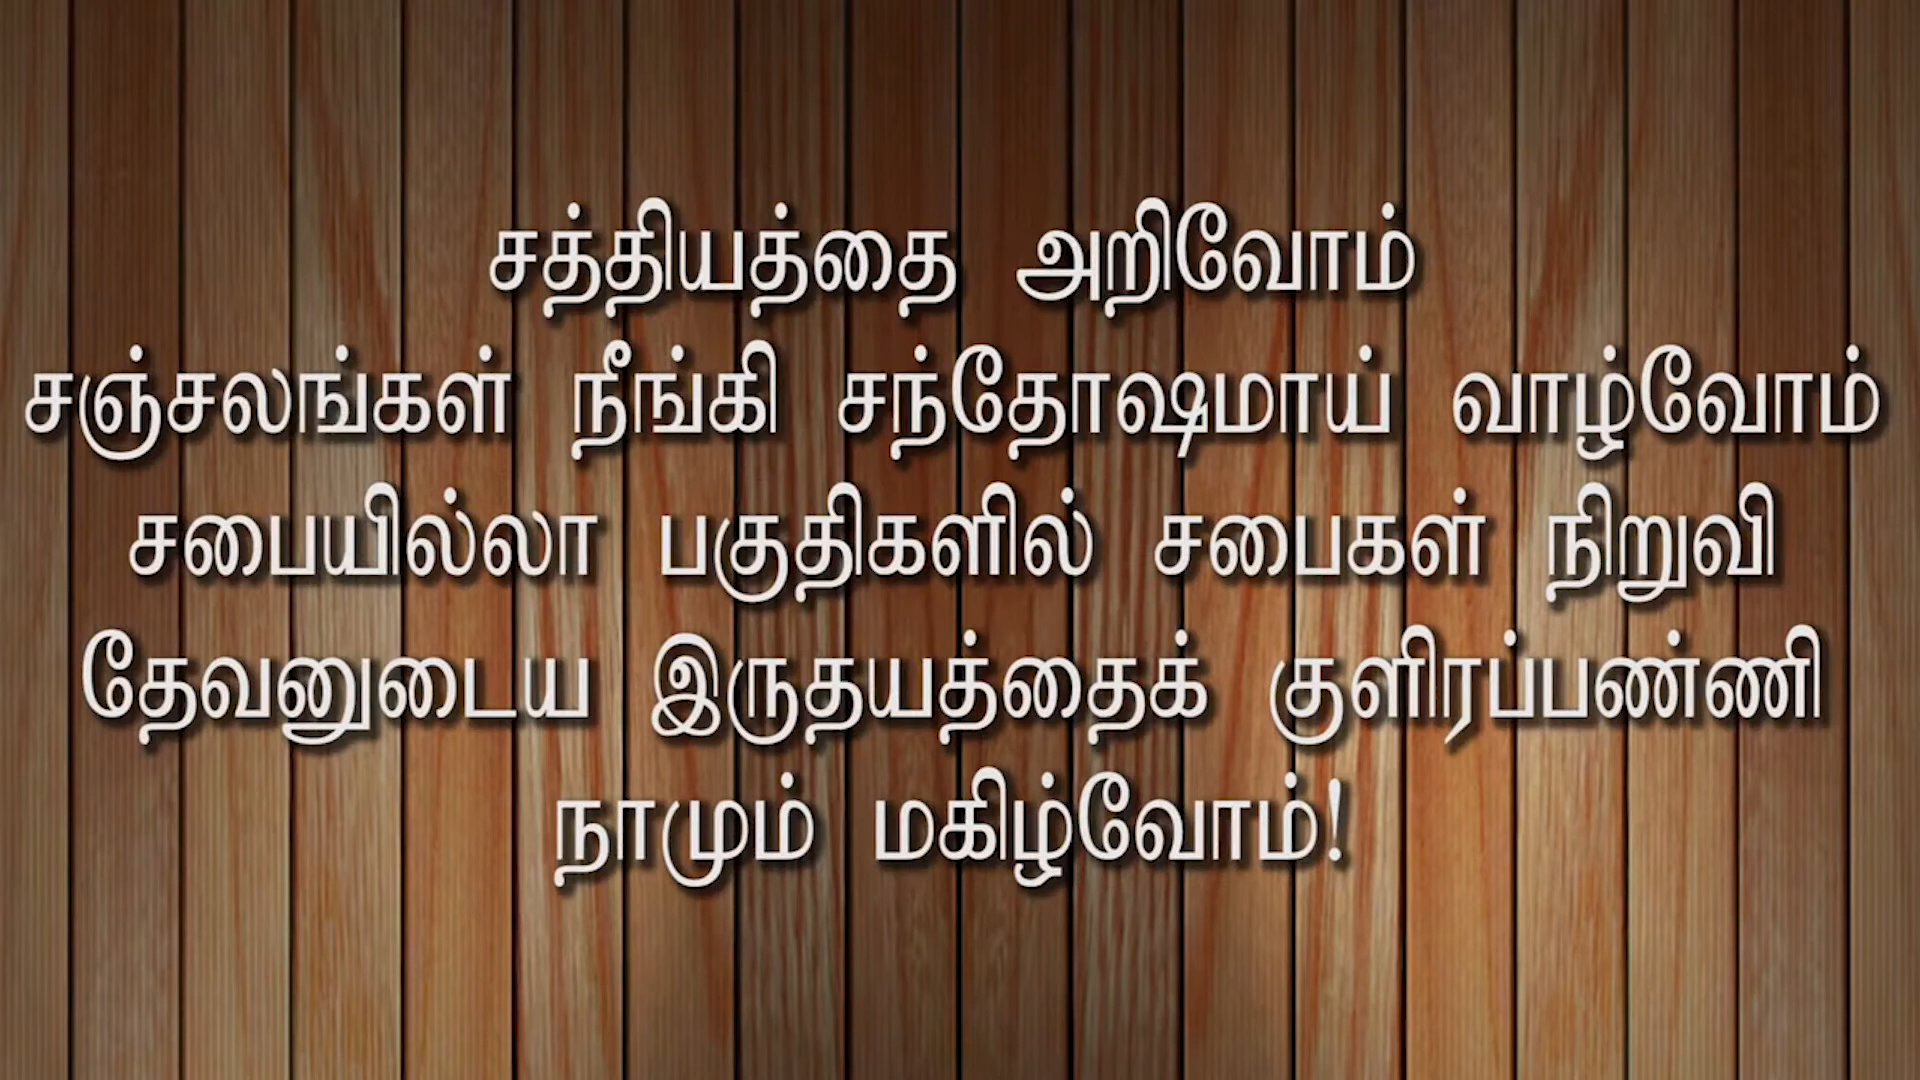 சத்தியத்தை அறிவோம்
சஞ்சலங்கள் நீங்கி சந்தோஷமாய் வாழ்வோம்
சபையில்லா பகுதிகளில் சபைகள் நிறுவி
தேவனுடைய இருதயத்தைக் குளிரப்பண்ணி
நாமும் மகிழ்வோம்!